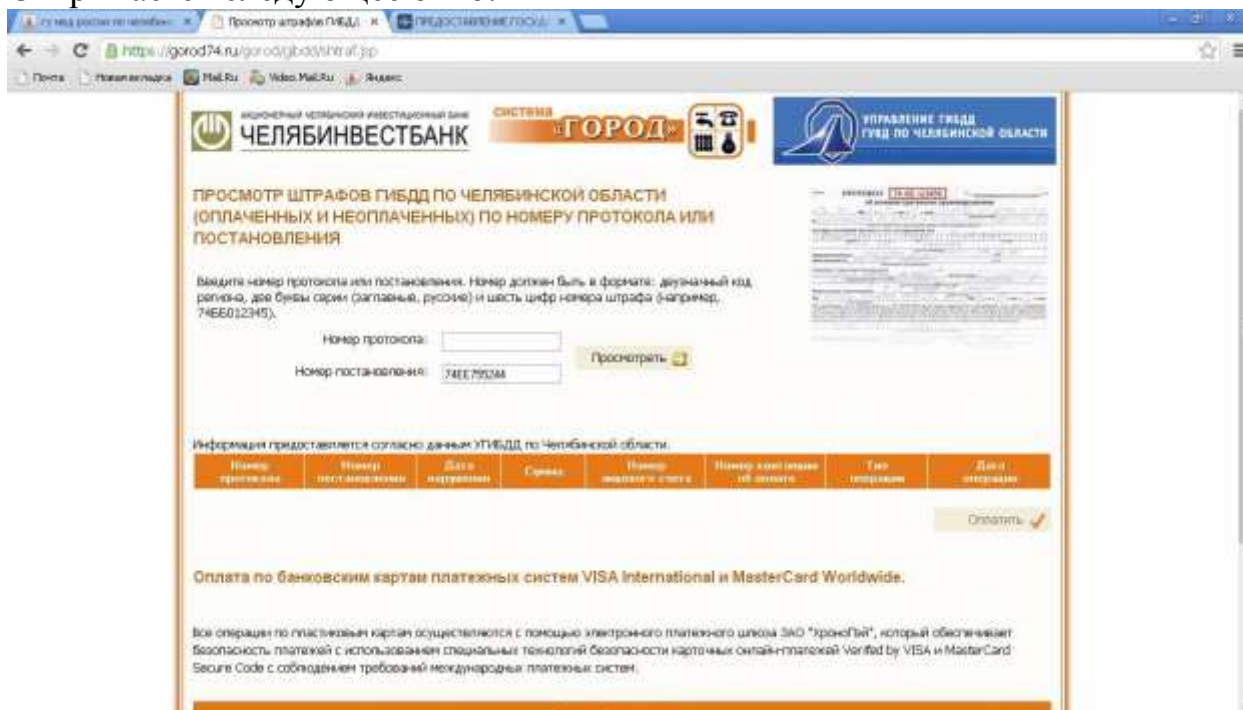 Просмотр штрафов ГИБДД
ПРЕДОСТАВЛЕНИЕ ГОСУД
https://gorod74.ru/gorod/gibdd/shtraf.jsp
Почта Новая вкладка Mail.Ru Video.Mail.Ru Яндекс
АКЦИОНЕРНЫЙ ЧЕЛЯБИНСКИЙ ИНВЕСТИЦИОННЫЙ БАНК
ЧЕЛЯБИНВЕСТБАНК
СИСТЕМА
«ГОРОД»
УПРАВЛЕНИЕ ГИБДД
ГУВД ПО ЧЕЛЯБИНСКОЙ ОБЛАСТИ
ПРОСМОТР ШТРАФОВ ГИБДД ПО ЧЕЛЯБИНСКОЙ ОБЛАСТИ
(ОПЛАЧЕННЫХ И НЕОПЛАЧЕННЫХ) ПО НОМЕРУ ПРОТОКОЛА ИЛИ
ПОСТАНОВЛЕНИЯ
Введите номер протокола или постановления. Номер должен быть в формате: двузначный код
региона, две буквы серии (заглавные, русские) и шесть цифр номера штрафа (например,
74ББ012345).
Номер протокола:
Просмотреть
Номер постановления: 74ЕЕ795244
Информация предоставляется согласно данным УГИБДД по Челябинской области.
Номер протокола Номер постановления Дата нарушения Сумма Номер лицевого счета Номер квитанции об оплате Тип операции Дата операции
Оплатить
Оплата по банковским картам платежных систем VISA International и MasterCard Worldwide.
Все операции по пластиковым картам осуществляются с помощью электронного платежного шлюза ЗАО "ХроноПэй", который обеспечивает
безопасность платежей с использованием специальных технологий безопасности карточных онлайн-платежей Verified by VISA и MasterCard
Secure Code с соблюдением требований международных платежных систем.